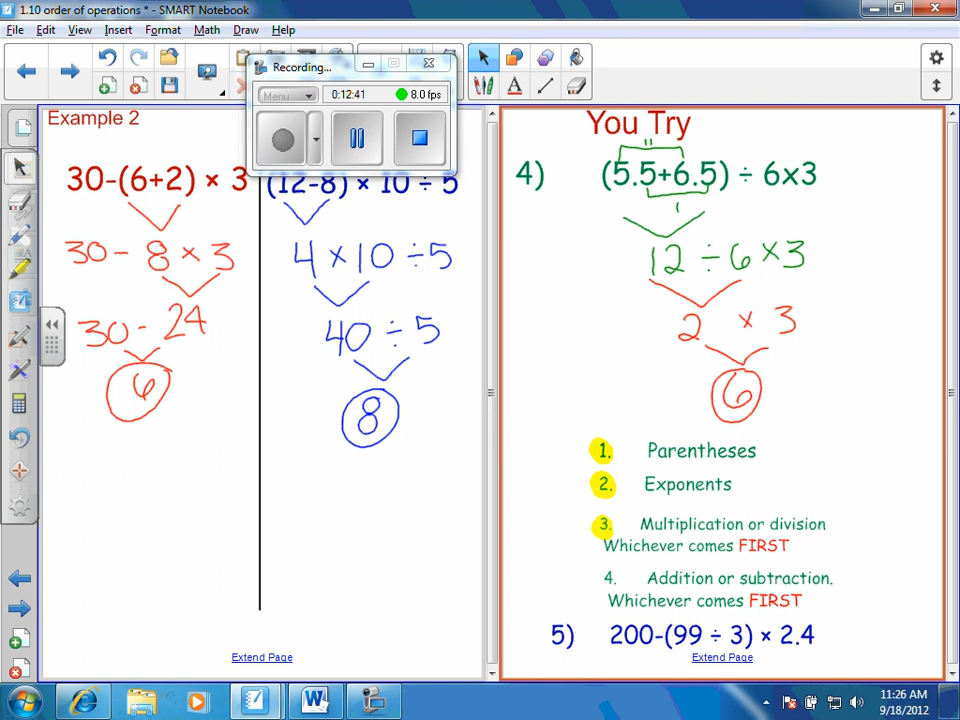 1.10 order of operations * - SMART Notebook
File Edit View Insert Format Math Draw Help
Recording...
Menu 0:12:41 8.0 fps
Example 2
30-(6+2) × 3
30 - 8 × 3
30 - 24
6
(12-8) × 10 ÷ 5
4 × 10 ÷ 5
40 ÷ 5
8
Extend Page
You Try
4) (5.5+6.5) ÷ 6x3
12 ÷ 6 × 3
2 × 3
6
1. Parentheses
2. Exponents
3. Multiplication or division
Whichever comes FIRST
4. Addition or subtraction.
Whichever comes FIRST
5) 200-(99 ÷ 3) × 2.4
Extend Page
11:26 AM
9/18/2012